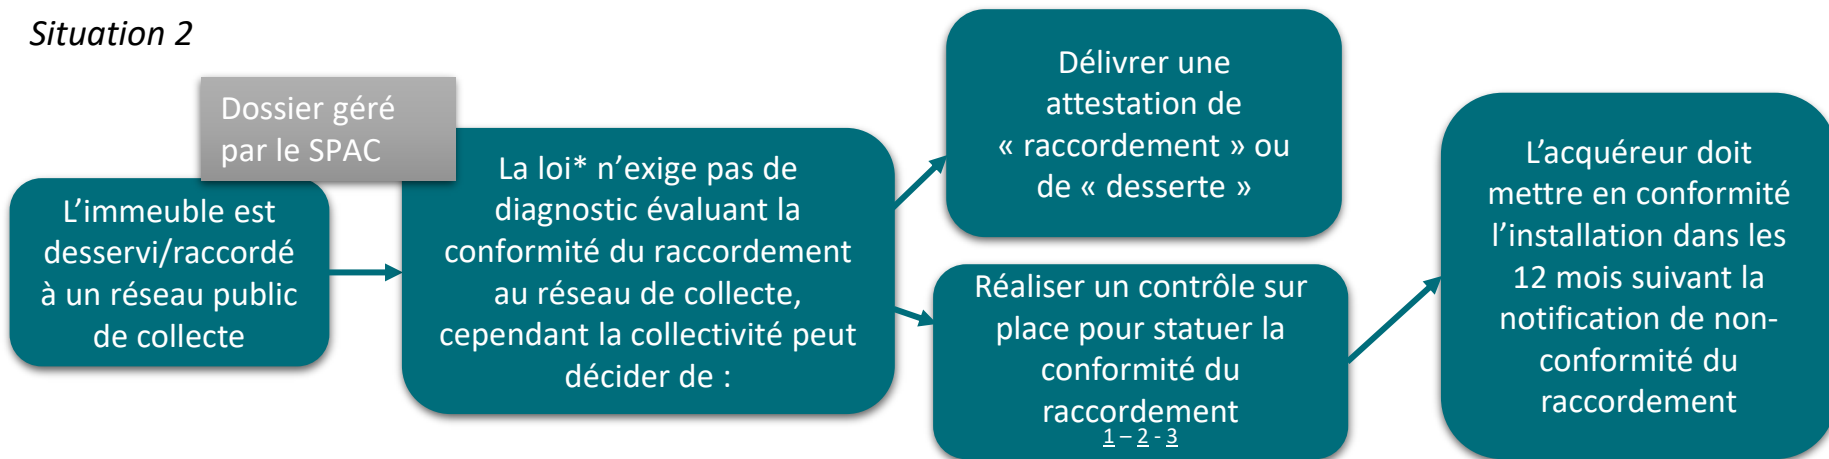 Situation 2
Dossier géré
par le SPAC
L’immeuble est
desservi/raccordé
à un réseau public
de collecte
La loi* n’exige pas de
diagnostic évaluant la
conformité du raccordement
au réseau de collecte,
cependant la collectivité peut
décider de :
Délivrer une
attestation de
« raccordement » ou
de « desserte »
Réaliser un contrôle sur
place pour statuer la
conformité du
raccordement
1 – 2 - 3
L’acquéreur doit
mettre en conformité
l’installation dans les
12 mois suivant la
notification de non-
conformité du
raccordement